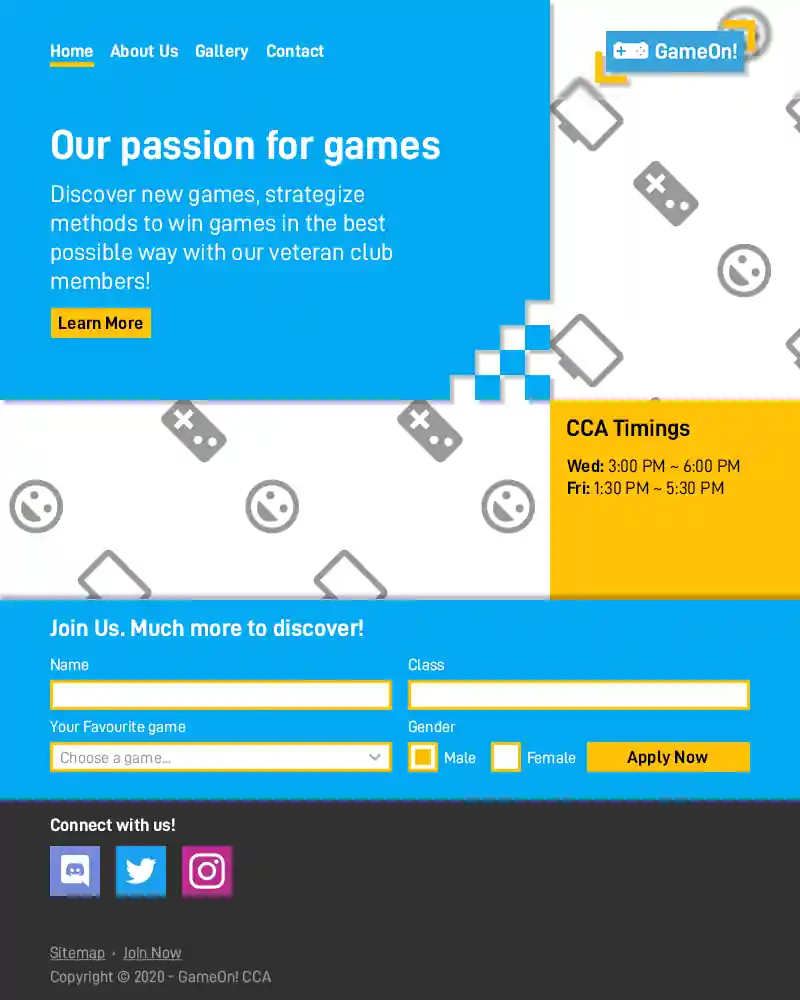 Home About Us Gallery Contact
GameOn!
Our passion for games
Discover new games, strategize
methods to win games in the best
possible way with our veteran club
members!
Learn More
CCA Timings
Wed: 3:00 PM ~ 6:00 PM
Fri: 1:30 PM ~ 5:30 PM
Join Us. Much more to discover!
Name
Class
Your Favourite game
Gender
Choose a game...
Male
Female
Apply Now
Connect with us!
Sitemap · Join Now
Copyright © 2020 - GameOn! CCA